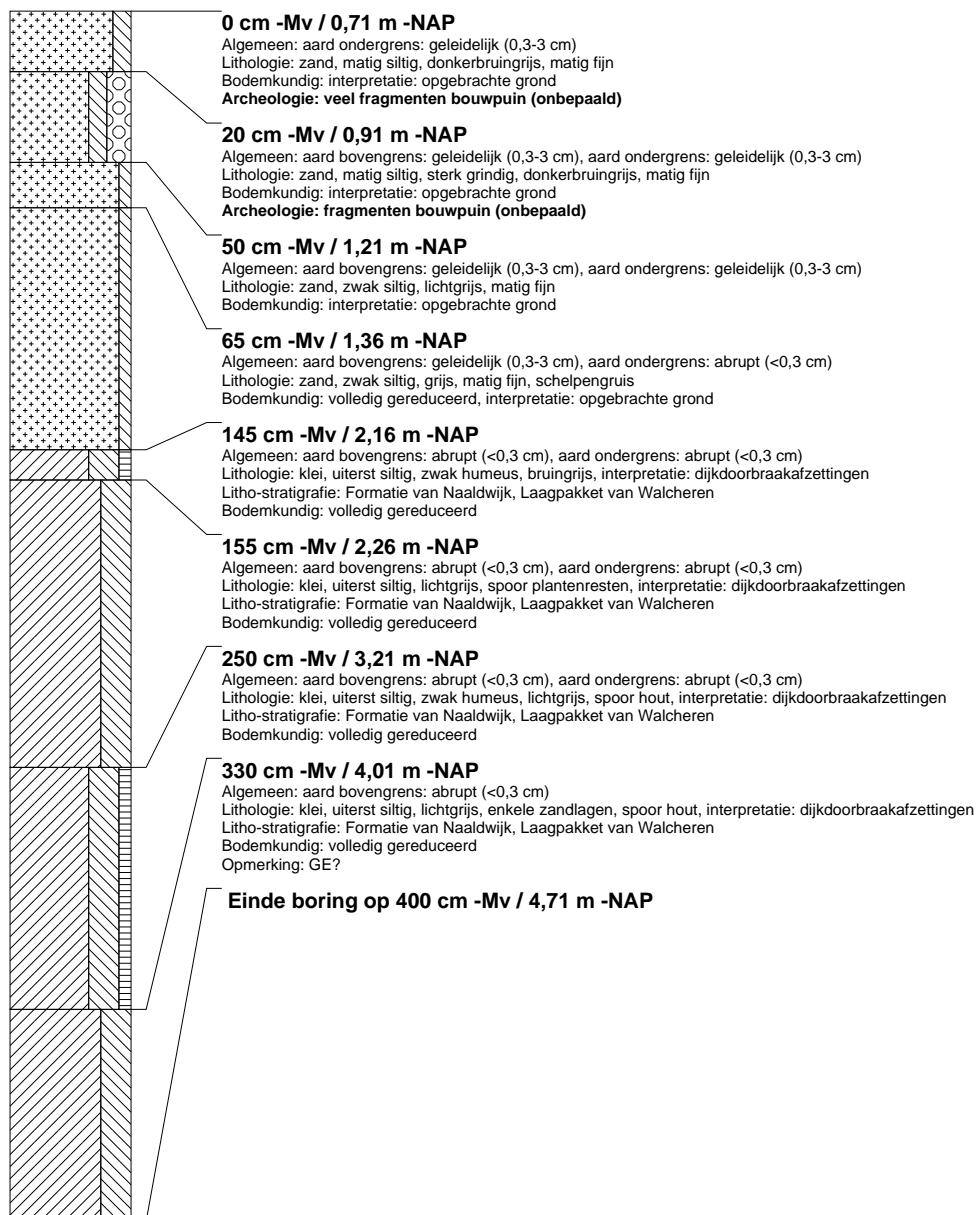 0 cm -Mv / 0,71 m -NAP
Algemeen: aard ondergrens: geleidelijk (0,3-3 cm)
Lithologie: zand, matig siltig, donkerbruingrijs, matig fijn
Bodemkundig: interpretatie: opgebrachte grond
Archeologie: veel fragmenten bouwpuin (onbepaald)
20 cm -Mv / 0,91 m -NAP
Algemeen: aard bovengrens: geleidelijk (0,3-3 cm), aard ondergrens: geleidelijk (0,3-3 cm)
Lithologie: zand, matig siltig, sterk grindig, donkerbruingrijs, matig fijn
Bodemkundig: interpretatie: opgebrachte grond
Archeologie: fragmenten bouwpuin (onbepaald)
50 cm -Mv / 1,21 m -NAP
Algemeen: aard bovengrens: geleidelijk (0,3-3 cm), aard ondergrens: geleidelijk (0,3-3 cm)
Lithologie: zand, zwak siltig, lichtgrijs, matig fijn
Bodemkundig: interpretatie: opgebrachte grond
65 cm -Mv / 1,36 m -NAP
Algemeen: aard bovengrens: geleidelijk (0,3-3 cm), aard ondergrens: abrupt (<0,3 cm)
Lithologie: zand, zwak siltig, grijs, matig fijn, schelpengruis
Bodemkundig: volledig gereduceerd, interpretatie: opgebrachte grond
145 cm -Mv / 2,16 m -NAP
Algemeen: aard bovengrens: abrupt (<0,3 cm), aard ondergrens: abrupt (<0,3 cm)
Lithologie: klei, uiterst siltig, zwak humeus, bruingrijs, interpretatie: dijkdoorbraakafzettingen
Litho-stratigrafie: Formatie van Naaldwijk, Laagpakket van Walcheren
Bodemkundig: volledig gereduceerd
155 cm -Mv / 2,26 m -NAP
Algemeen: aard bovengrens: abrupt (<0,3 cm), aard ondergrens: abrupt (<0,3 cm)
Lithologie: klei, uiterst siltig, lichtgrijs, spoor plantenresten, interpretatie: dijkdoorbraakafzettingen
Litho-stratigrafie: Formatie van Naaldwijk, Laagpakket van Walcheren
Bodemkundig: volledig gereduceerd
250 cm -Mv / 3,21 m -NAP
Algemeen: aard bovengrens: abrupt (<0,3 cm), aard ondergrens: abrupt (<0,3 cm)
Lithologie: klei, uiterst siltig, zwak humeus, lichtgrijs, spoor hout, interpretatie: dijkdoorbraakafzettingen
Litho-stratigrafie: Formatie van Naaldwijk, Laagpakket van Walcheren
Bodemkundig: volledig gereduceerd
330 cm -Mv / 4,01 m -NAP
Algemeen: aard bovengrens: abrupt (<0,3 cm)
Lithologie: klei, uiterst siltig, lichtgrijs, enkele zandlagen, spoor hout, interpretatie: dijkdoorbraakafzettingen
Litho-stratigrafie: Formatie van Naaldwijk, Laagpakket van Walcheren
Bodemkundig: volledig gereduceerd
Opmerking: GE?
Einde boring op 400 cm -Mv / 4,71 m -NAP